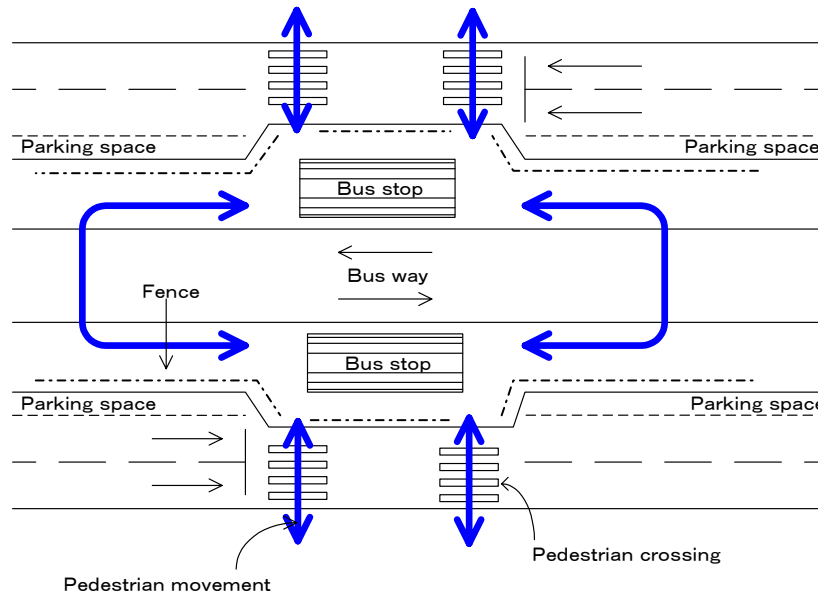 Parking space
Parking space
Bus stop
Bus way
Fence
Bus stop
Parking space
Parking space
Pedestrian crossing
Pedestrian movement